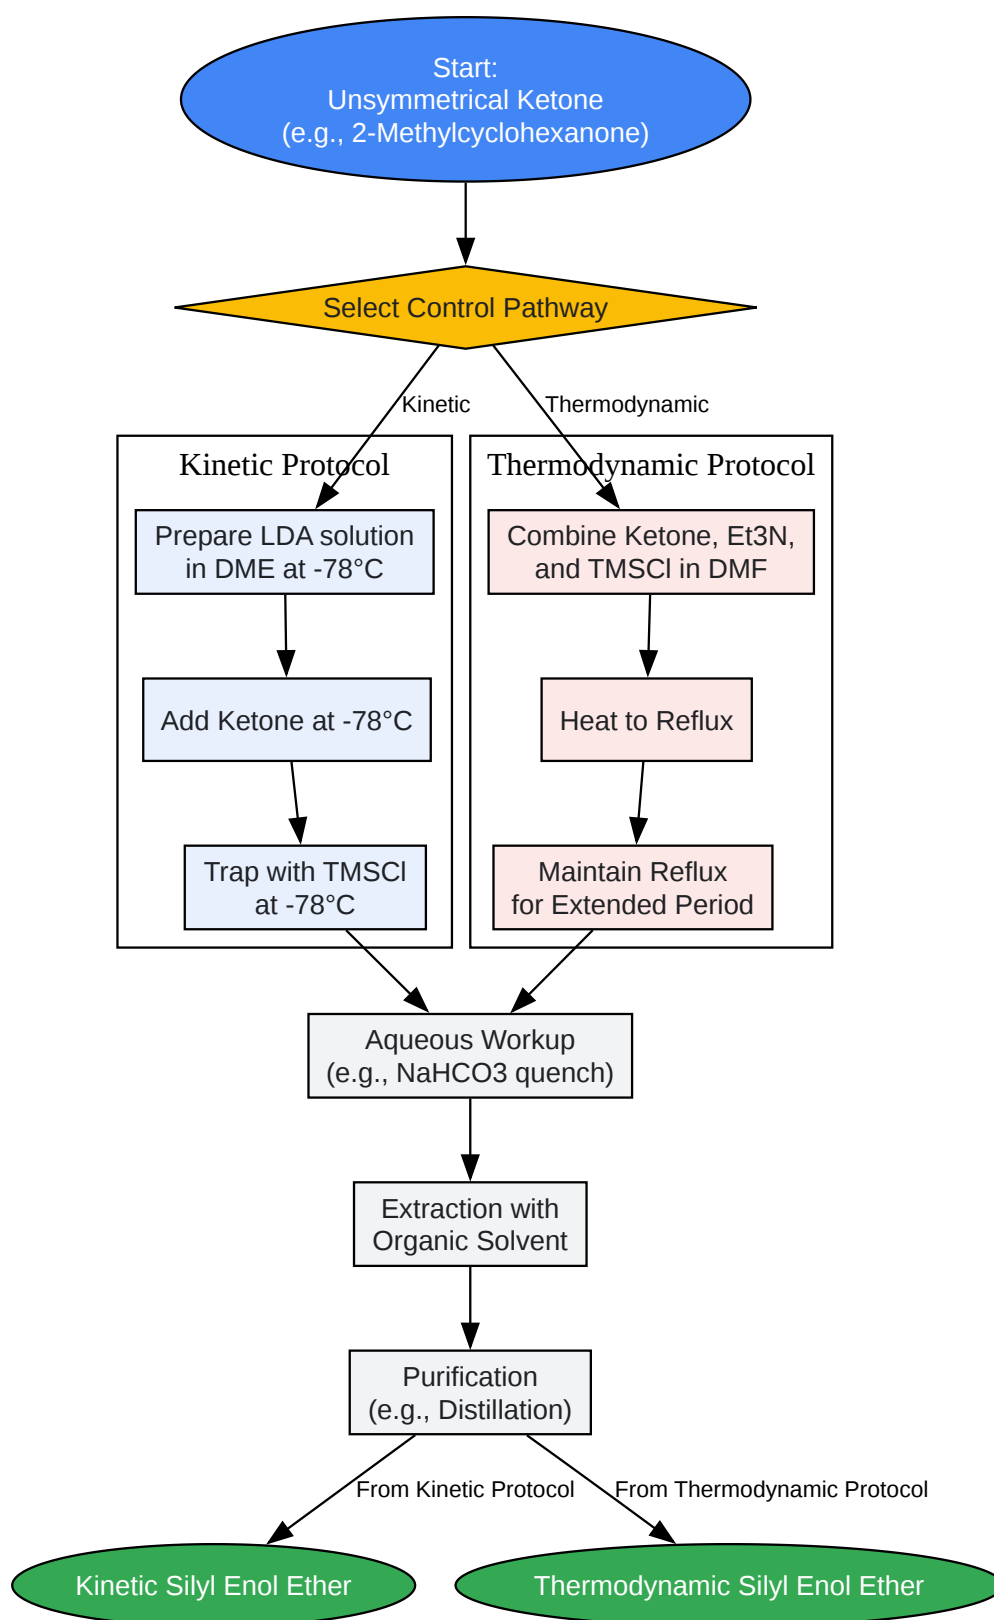 Start:
Unsymmetrical Ketone
(e.g., 2-Methylcyclohexanone)
Select Control Pathway
Kinetic
Thermodynamic
Kinetic Protocol
Thermodynamic Protocol
Prepare LDA solution
in DME at -78°C
Combine Ketone, Et3N,
and TMSCl in DMF
Add Ketone at -78°C
Heat to Reflux
Trap with TMSCl
at -78°C
Maintain Reflux
for Extended Period
Aqueous Workup
(e.g., NaHCO3 quench)
Extraction with
Organic Solvent
Purification
(e.g., Distillation)
From Kinetic Protocol
From Thermodynamic Protocol
Kinetic Silyl Enol Ether
Thermodynamic Silyl Enol Ether